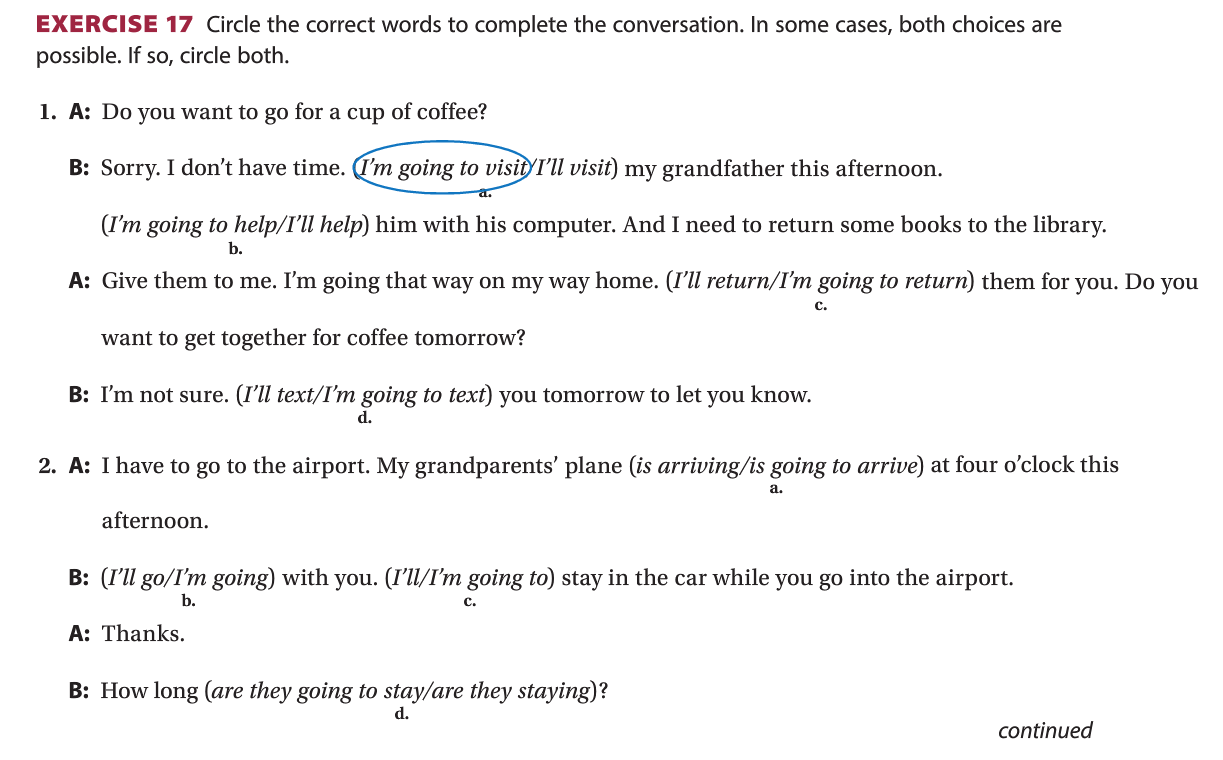 EXERCISE 17 Circle the correct words to complete the conversation. In some cases, both choices are
possible. If so, circle both.
1. A: Do you want to go for a cup of coffee?
B: Sorry. I don't have time. (I'm going to visit/I'll visit) my grandfather this afternoon.
a.
(I'm going to help/I'll help) him with his computer. And I need to return some books to the library.
b.
A: Give them to me. I'm going that way on my way home. (I'll return/I'm going to return) them for you. Do you
c.
want to get together for coffee tomorrow?
B: I'm not sure. (I'll text/I'm going to text) you tomorrow to let you know.
d.
2. A: I have to go to the airport. My grandparents' plane (is arriving/is going to arrive) at four o'clock this
a.
afternoon.
B: (I'll go/I'm going) with you. (I'll/I'm going to) stay in the car while you go into the airport.
b. c.
A: Thanks.
B: How long (are they going to stay/are they staying)?
d.
continued